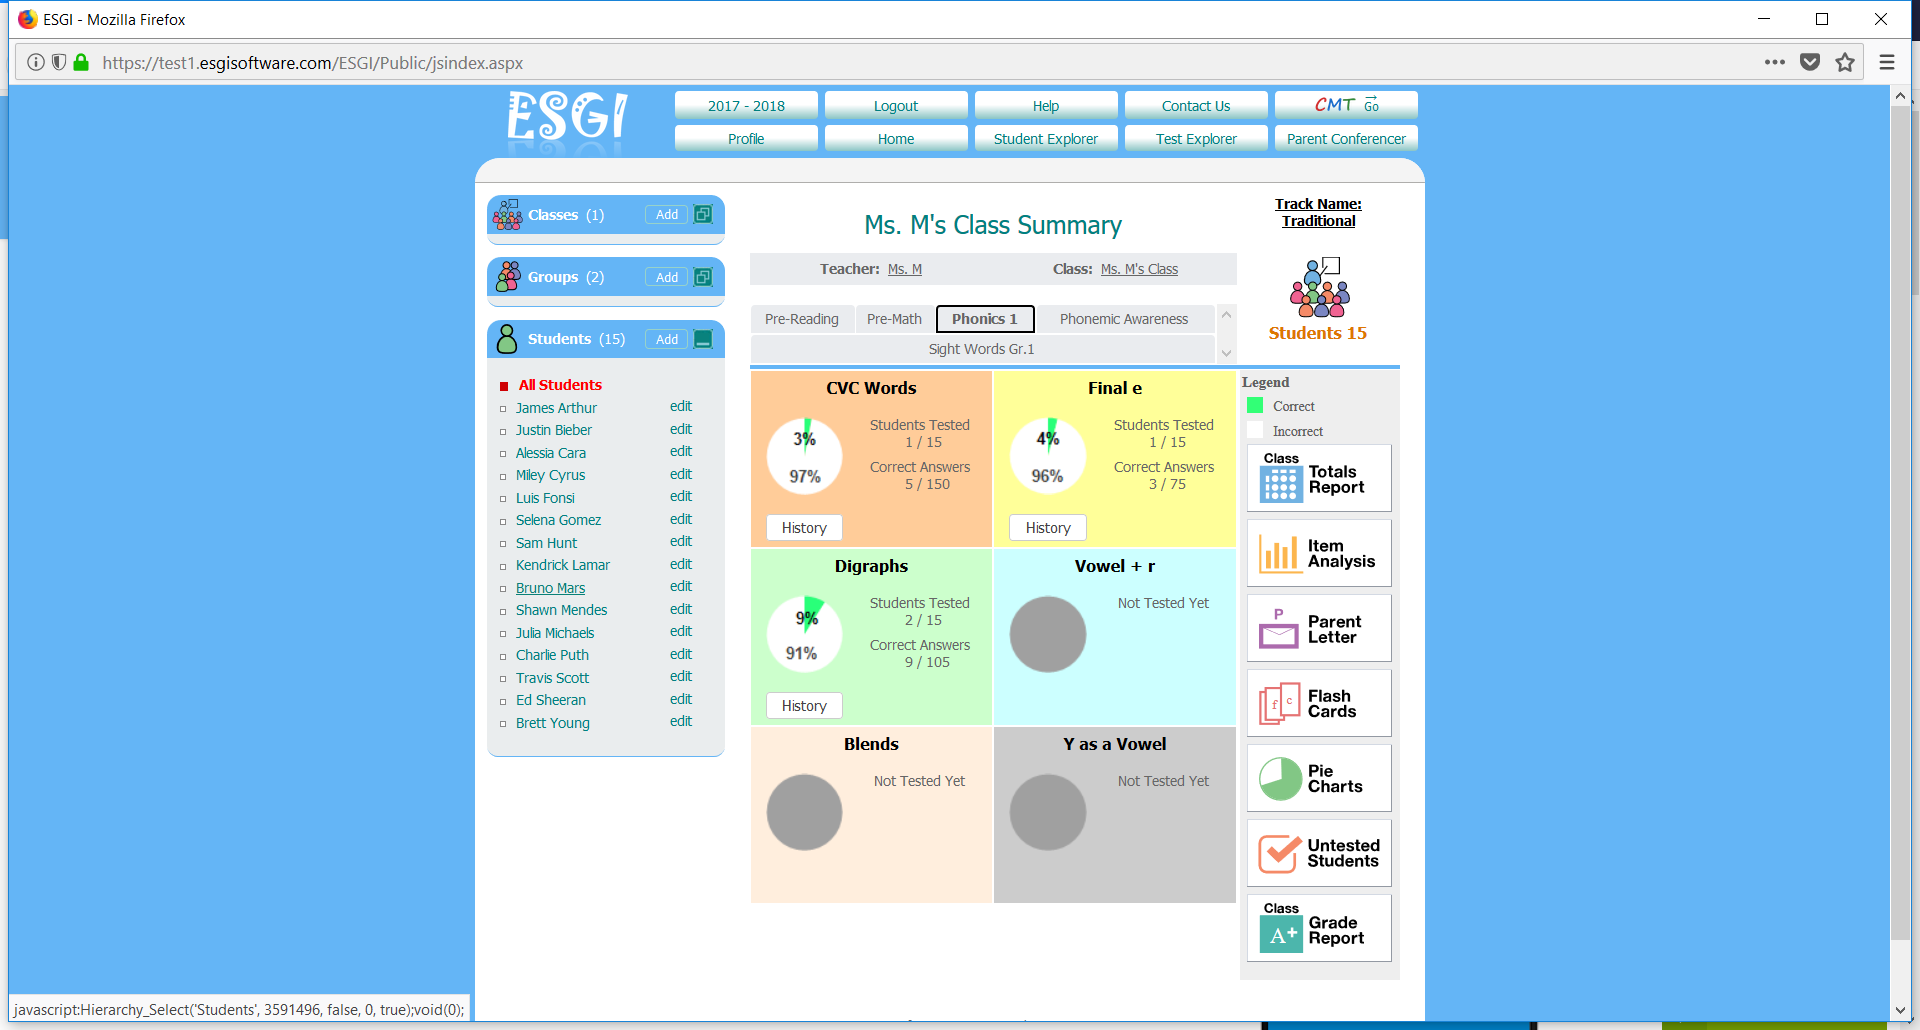 ESGI - Mozilla Firefox
https://test1.esgisoftware.com/ESGI/Public/jsindex.aspx
ESGI
2017 - 2018
Logout
Help
Contact Us
CMT Go
Profile
Home
Student Explorer
Test Explorer
Parent Conferencer
Classes (1)
Add
Groups (2)
Add
Students (15)
Add
All Students
James Arthur edit
Justin Bieber edit
Alessia Cara edit
Miley Cyrus edit
Luis Fonsi edit
Selena Gomez edit
Sam Hunt edit
Kendrick Lamar edit
Bruno Mars edit
Shawn Mendes edit
Julia Michaels edit
Charlie Puth edit
Travis Scott edit
Ed Sheeran edit
Brett Young edit
Ms. M's Class Summary
Teacher: Ms. M
Class: Ms. M's Class
Pre-Reading
Pre-Math
Phonics 1
Phonemic Awareness
Sight Words Gr.1
CVC Words
3%
97%
Students Tested
1 / 15
Correct Answers
5 / 150
History
Final e
4%
96%
Students Tested
1 / 15
Correct Answers
3 / 75
History
Digraphs
9%
91%
Students Tested
2 / 15
Correct Answers
9 / 105
History
Vowel + r
Not Tested Yet
Blends
Not Tested Yet
Y as a Vowel
Not Tested Yet
Track Name:
Traditional
Students 15
Legend
Correct
Incorrect
Class
Totals
Report
Item
Analysis
P
Parent
Letter
f c
Flash
Cards
Pie
Charts
Untested
Students
Class
A+
Grade
Report
javascript:Hierarchy_Select('Students', 3591496, false, 0, true);void(0);